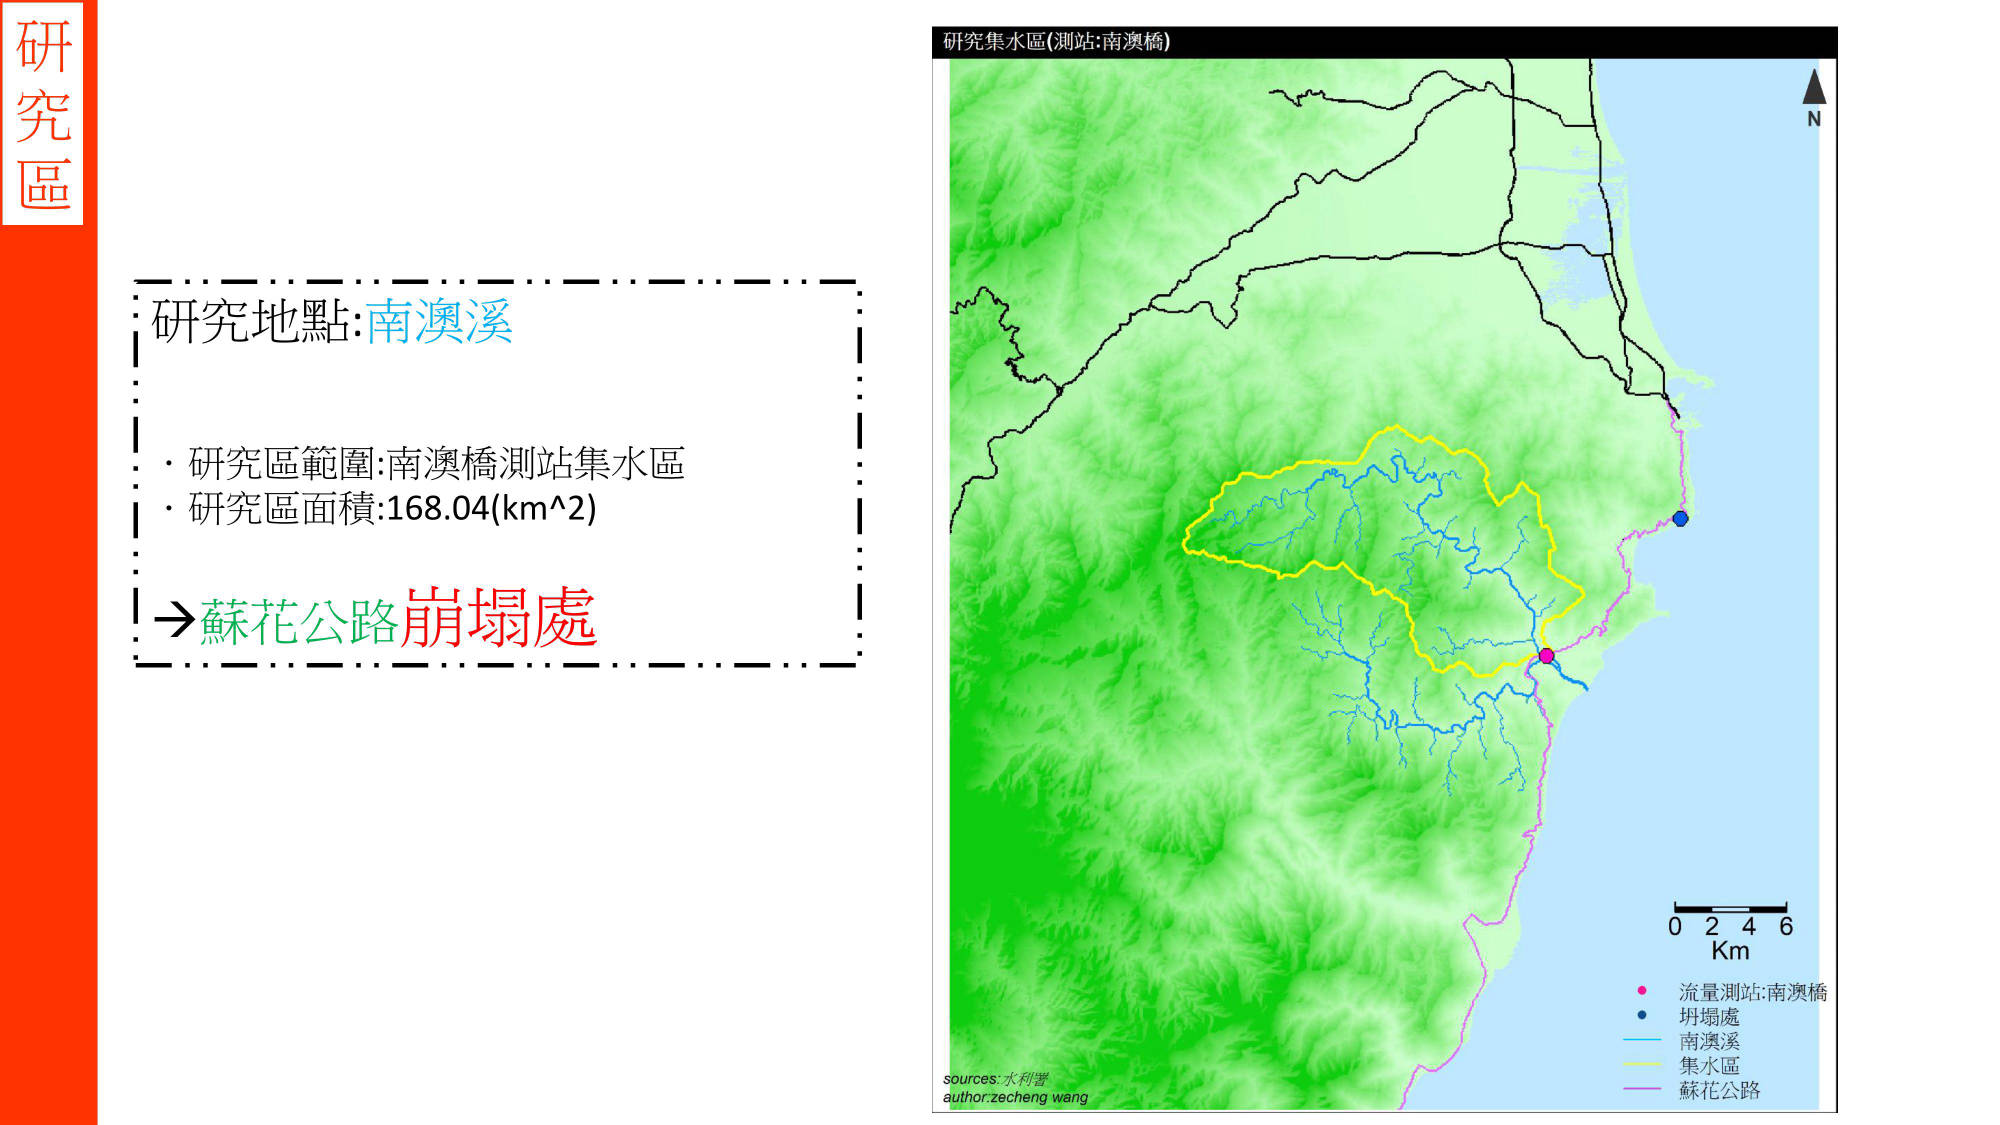 研究區
研究地點:南澳溪
．研究區範圍:南澳橋測站集水區
．研究區面積:168.04(km^2)
→蘇花公路崩塌處
研究集水區(測站:南澳橋)
N
0 2 4 6
Km
流量測站:南澳橋
坍塌處
南澳溪
集水區
蘇花公路
sources:水利署
author:zecheng wang